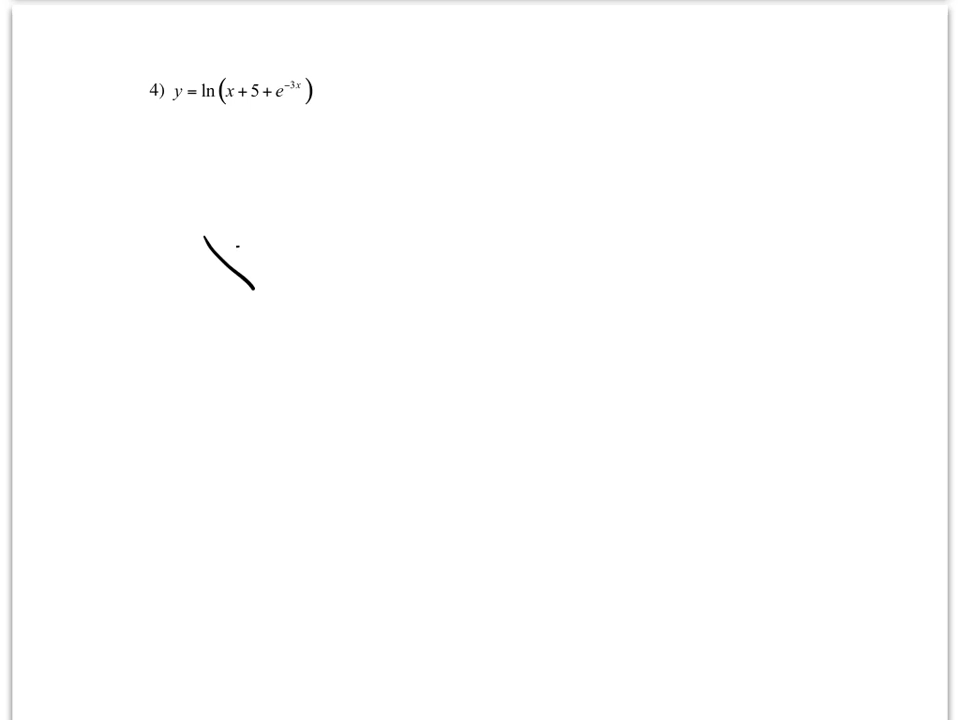 4) y = ln(x + 5 + e⁻³ˣ)